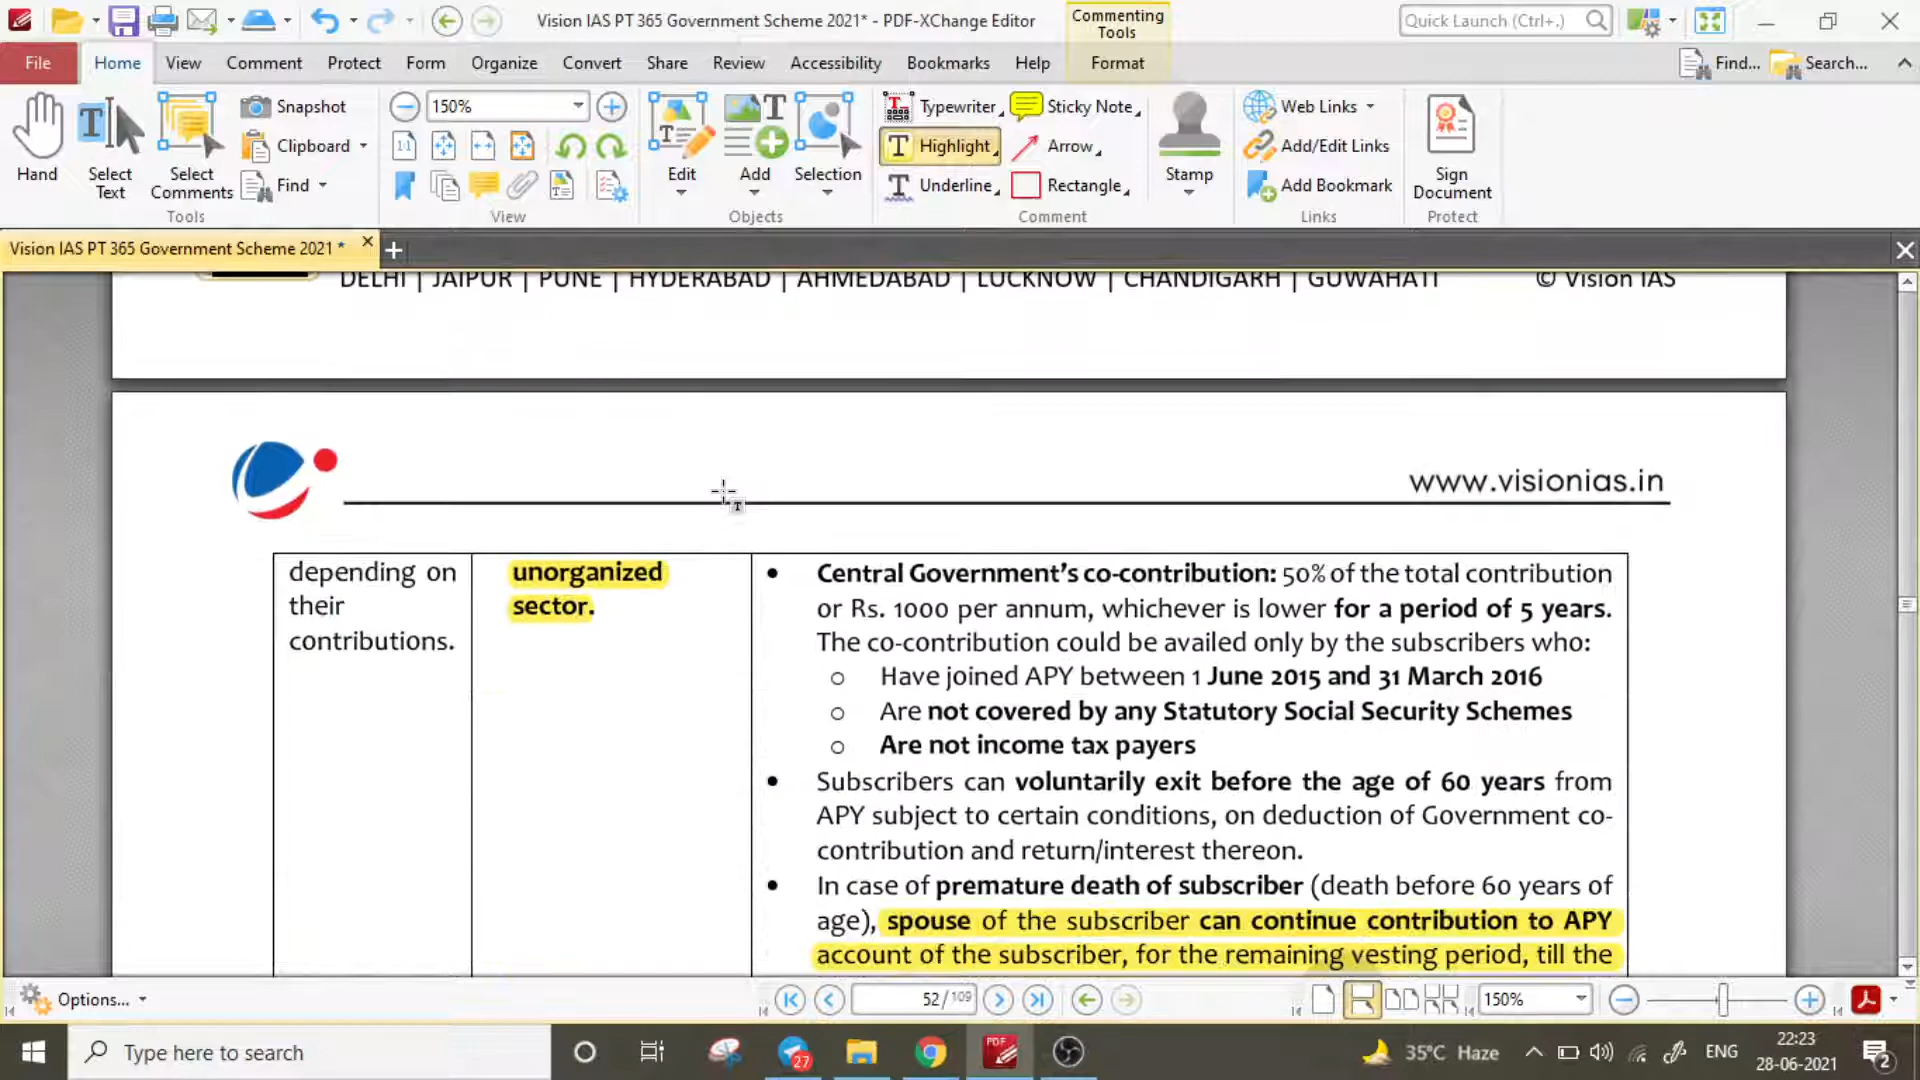 Vision IAS PT 365 Government Scheme 2021* - PDF-XChange Editor
Commenting Tools
Quick Launch (Ctrl+.)
File Home View Comment Protect Form Organize Convert Share Review Accessibility Bookmarks Help Format Find... Search...
Hand
Select Text
Select Comments
Snapshot
Clipboard
Find
Tools
150%
View
Edit
Add
Selection
Objects
Typewriter
Highlight
Underline
Sticky Note
Arrow
Rectangle
Stamp
Comment
Web Links
Add/Edit Links
Add Bookmark
Links
Sign Document
Protect
Vision IAS PT 365 Government Scheme 2021 *
DELHI | JAIPUR | PUNE | HYDERABAD | AHMEDABAD | LUCKNOW | CHANDIGARH | GUWAHATI © Vision IAS
www.visionias.in
depending on
their
contributions.
unorganized
sector.
• Central Government’s co-contribution: 50% of the total contribution
or Rs. 1000 per annum, whichever is lower for a period of 5 years.
The co-contribution could be availed only by the subscribers who:
o Have joined APY between 1 June 2015 and 31 March 2016
o Are not covered by any Statutory Social Security Schemes
o Are not income tax payers
• Subscribers can voluntarily exit before the age of 60 years from
APY subject to certain conditions, on deduction of Government co-
contribution and return/interest thereon.
• In case of premature death of subscriber (death before 60 years of
age), spouse of the subscriber can continue contribution to APY
account of the subscriber, for the remaining vesting period, till the
Options...
52 / 109
150%
Type here to search
27
PDF
35°C Haze
ENG
22:23
28-06-2021
2